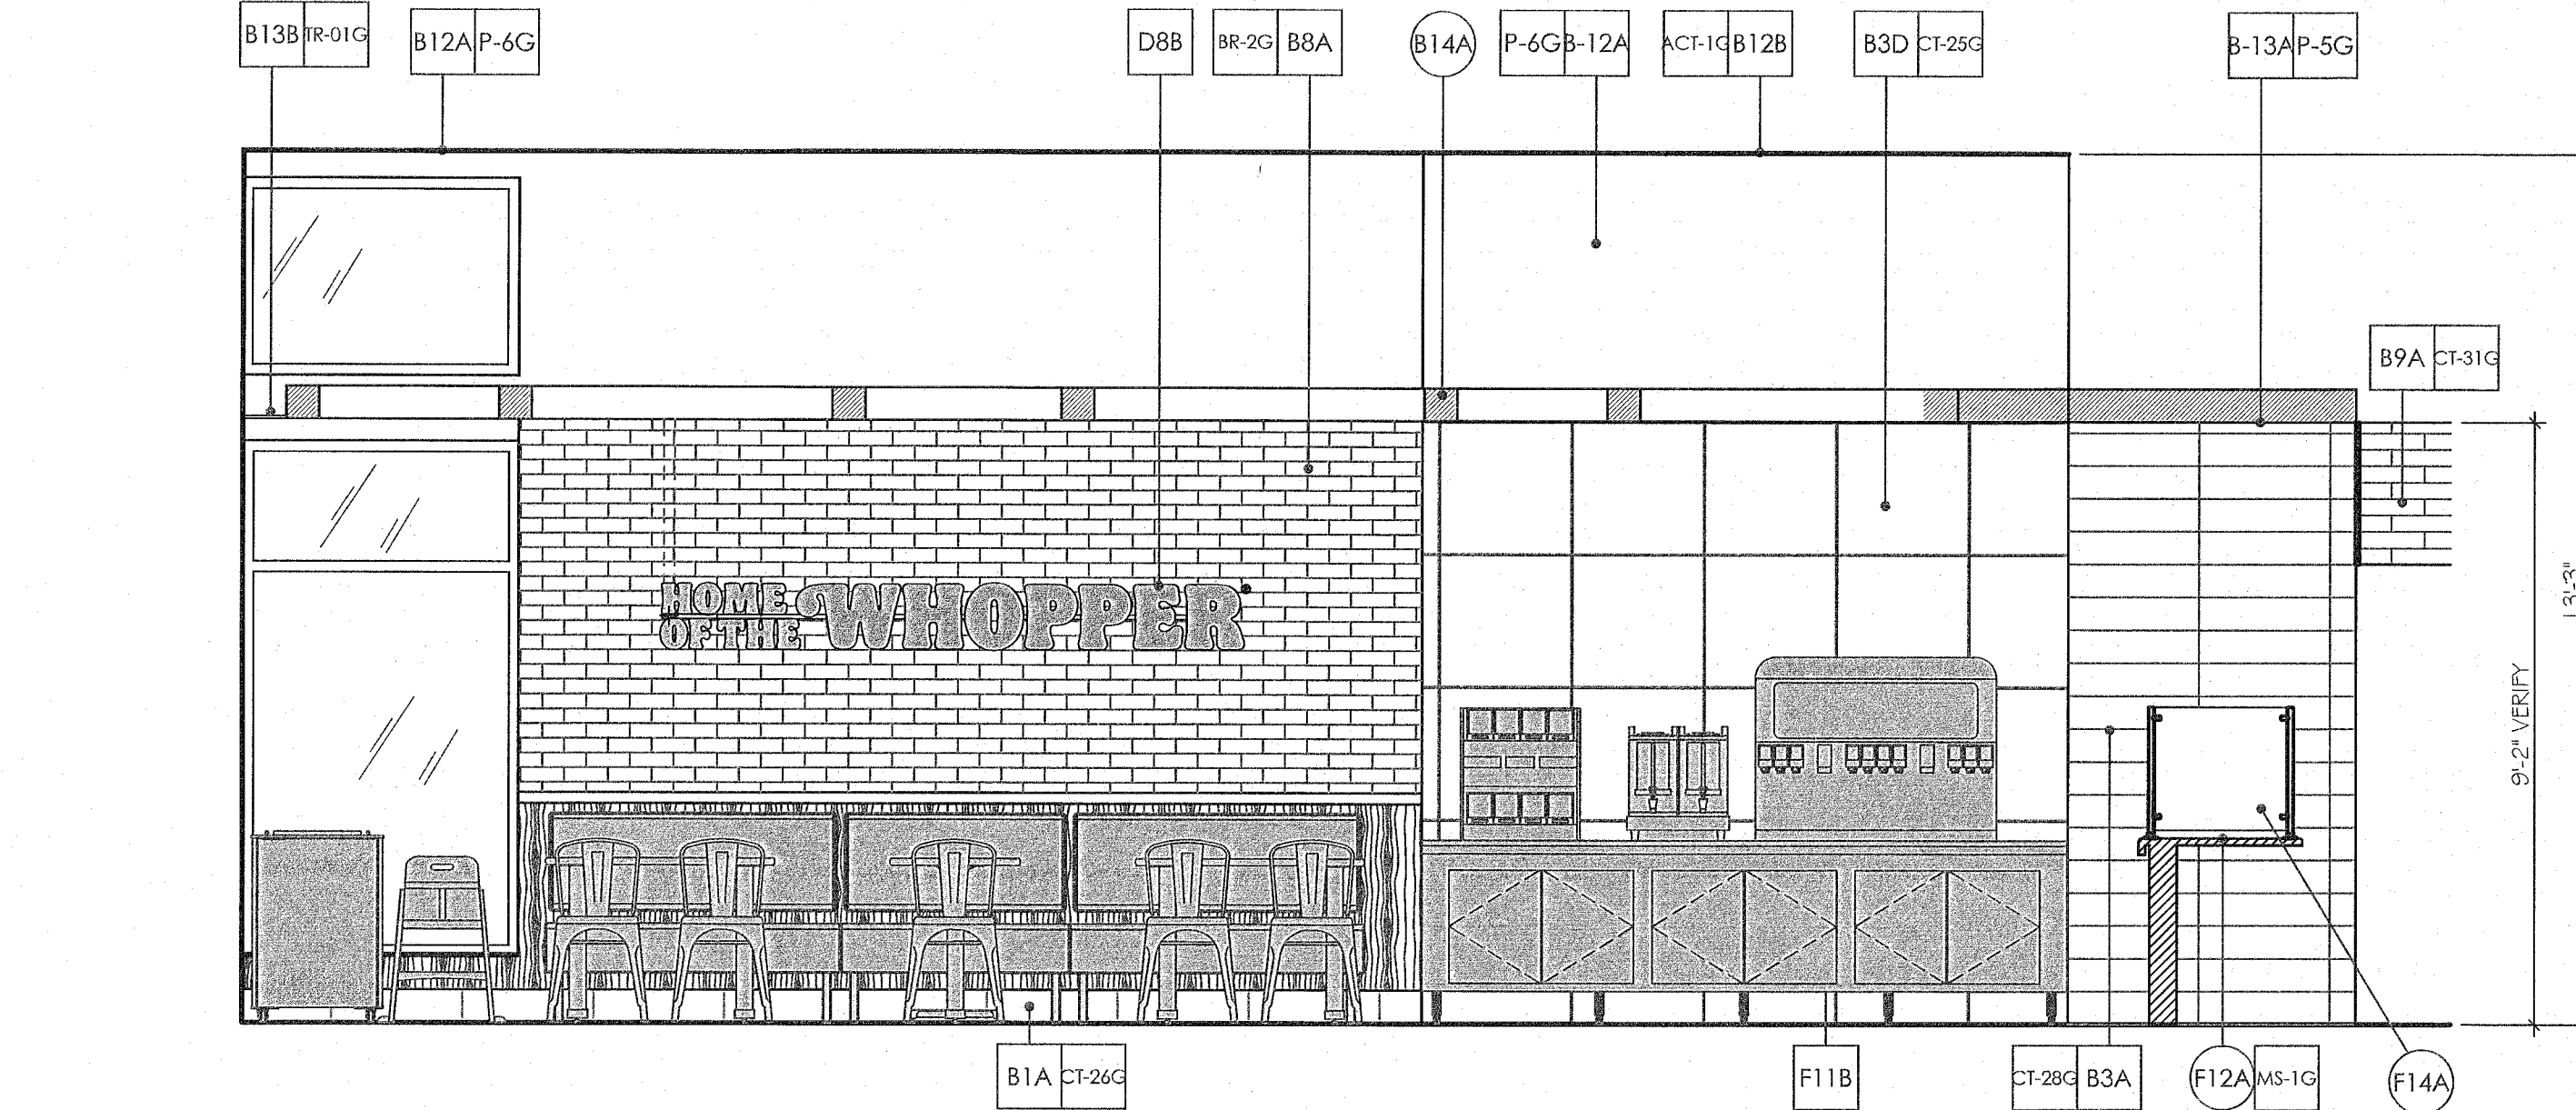 B13B TR-01G
B12A P-6G
D8B
BR-2G B8A
B14A
P-6G B-12A
ACT-1G B12B
B3D CT-25G
B-13A P-5G
B9A CT-31G
HOME
OF THE
WHOPPER
13'-3"
9'-2" VERIFY
B1A CT-26G
F11B
CT-28G B3A
F12A MS-1G
F14A